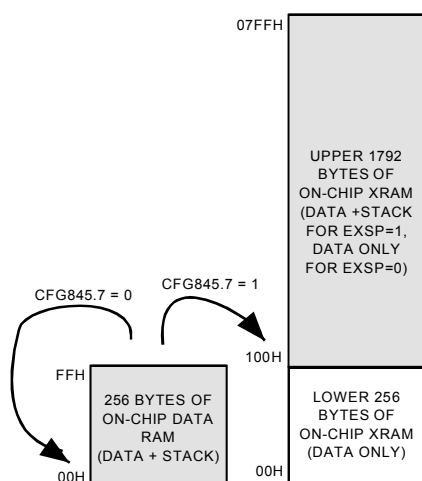 07FFH
UPPER 1792
BYTES OF
ON-CHIP XRAM
(DATA +STACK
FOR EXSP=1,
DATA ONLY
FOR EXSP=0)
CFG845.7 = 0
CFG845.7 = 1
100H
FFH
256 BYTES OF
ON-CHIP DATA
RAM
(DATA + STACK)
00H
LOWER 256
BYTES OF
ON-CHIP XRAM
(DATA ONLY)
00H